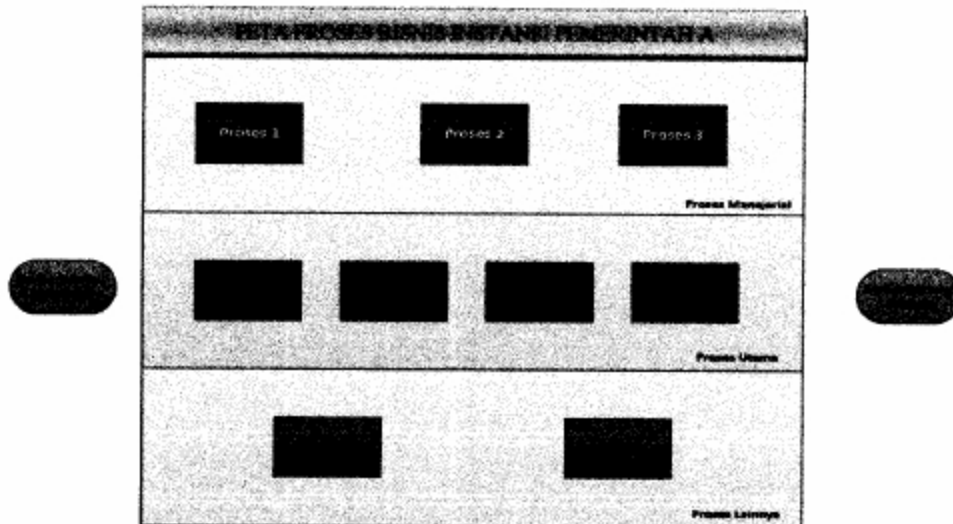 PETA PROSES BISNIS INSTANSI PEMERINTAH A
Proses 1
Proses 2
Proses 3
Proses Manajerial
Proses Utama
Proses Lainnya